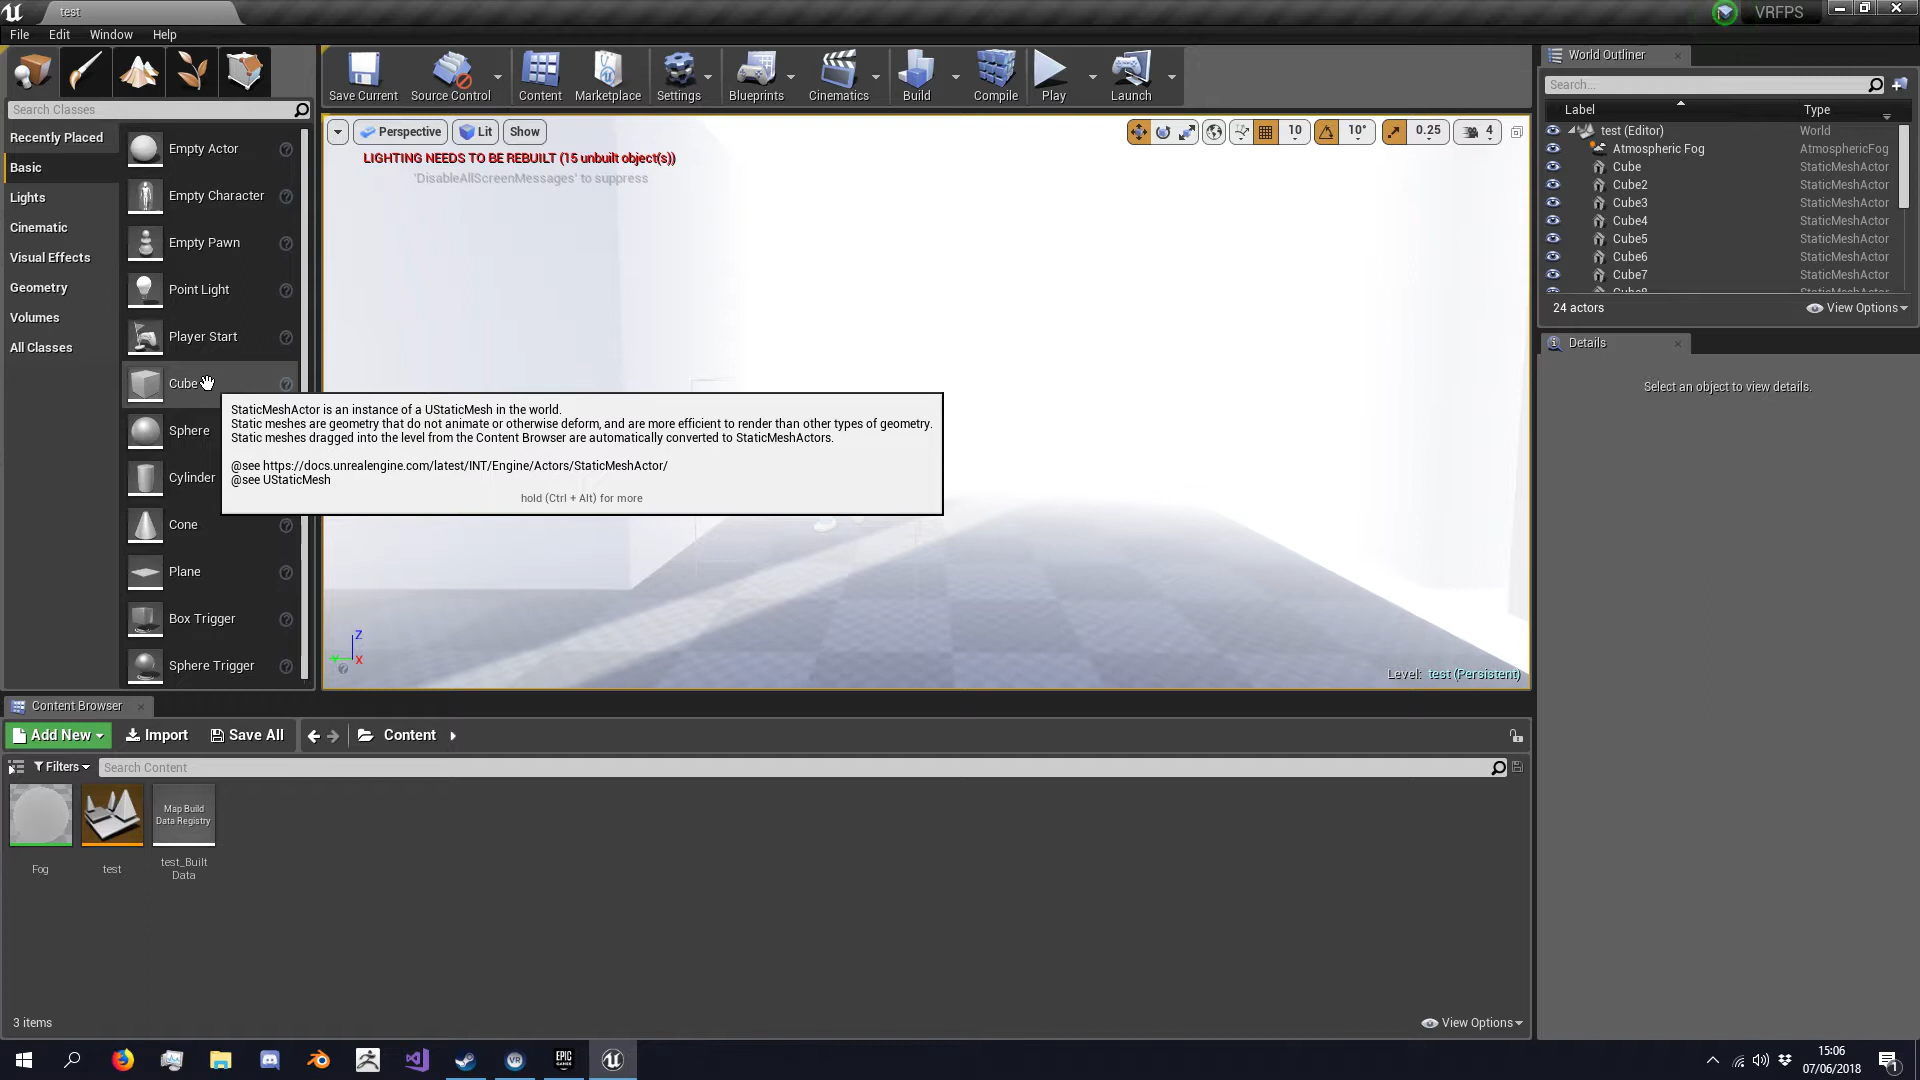 test
VRFPS
File Edit Window Help
Search Classes
Recently Placed
Basic
Lights
Cinematic
Visual Effects
Geometry
Volumes
All Classes
Empty Actor
Empty Character
Empty Pawn
Point Light
Player Start
Cube
Sphere
Cylinder
Cone
Plane
Box Trigger
Sphere Trigger
Save Current Source Control Content Marketplace Settings Blueprints Cinematics Build Compile Play Launch
Perspective Lit Show
10 10° 0.25 4
LIGHTING NEEDS TO BE REBUILT (15 unbuilt object(s))
'DisableAllScreenMessages' to suppress
StaticMeshActor is an instance of a UStaticMesh in the world.
Static meshes are geometry that do not animate or otherwise deform, and are more efficient to render than other types of geometry.
Static meshes dragged into the level from the Content Browser are automatically converted to StaticMeshActors.
@see https://docs.unrealengine.com/latest/INT/Engine/Actors/StaticMeshActor/
@see UStaticMesh
hold (Ctrl + Alt) for more
Z
Y X
Level: test (Persistent)
World Outliner
Search...
Label Type
test (Editor) World
Atmospheric Fog AtmosphericFog
Cube StaticMeshActor
Cube2 StaticMeshActor
Cube3 StaticMeshActor
Cube4 StaticMeshActor
Cube5 StaticMeshActor
Cube6 StaticMeshActor
Cube7 StaticMeshActor
Cube8 StaticMeshActor
24 actors View Options
Details
Select an object to view details.
Content Browser
Add New Import Save All Content
Filters Search Content
Map Build
Data Registry
Fog test test_Built
Data
3 items View Options
VR EPIC GAMES
15:06
07/06/2018
1